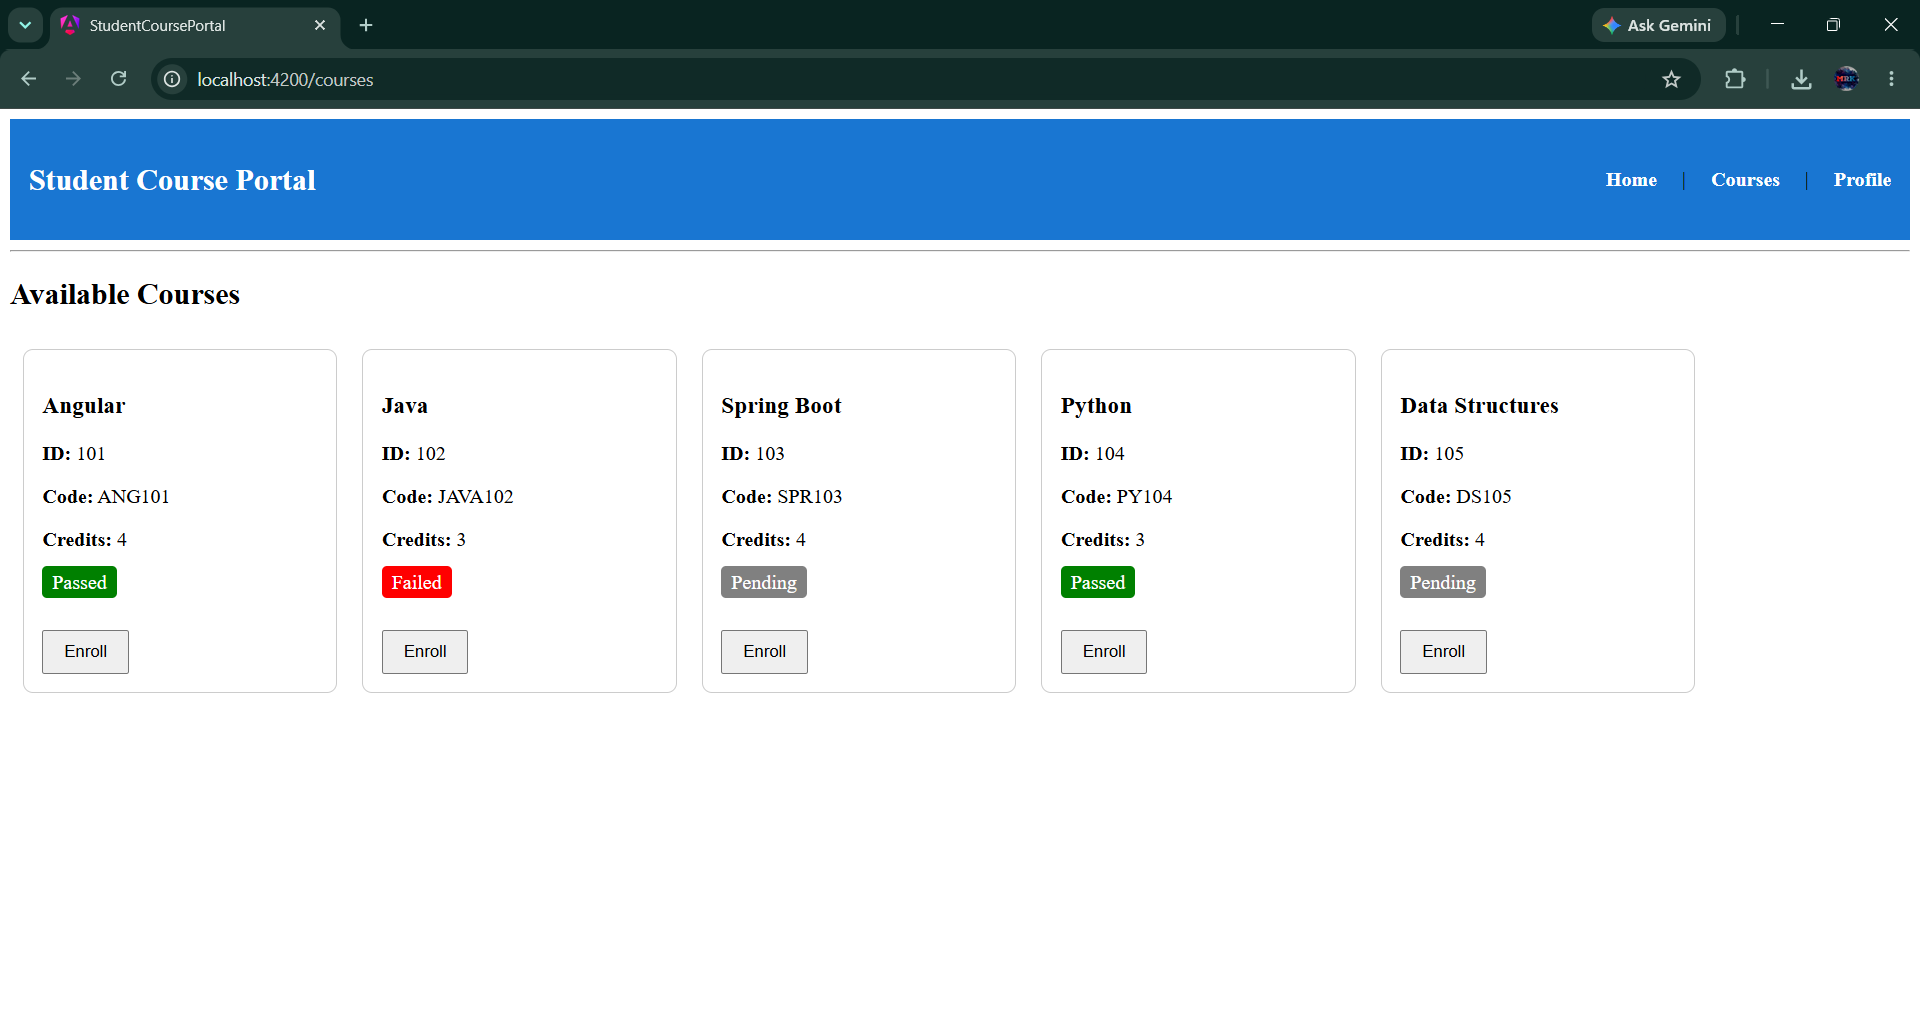 StudentCoursePortal
Ask Gemini
localhost:4200/courses
Student Course Portal
Home | Courses | Profile
Available Courses
Angular
ID: 101
Code: ANG101
Credits: 4
Passed
Enroll
Java
ID: 102
Code: JAVA102
Credits: 3
Failed
Enroll
Spring Boot
ID: 103
Code: SPR103
Credits: 4
Pending
Enroll
Python
ID: 104
Code: PY104
Credits: 3
Passed
Enroll
Data Structures
ID: 105
Code: DS105
Credits: 4
Pending
Enroll